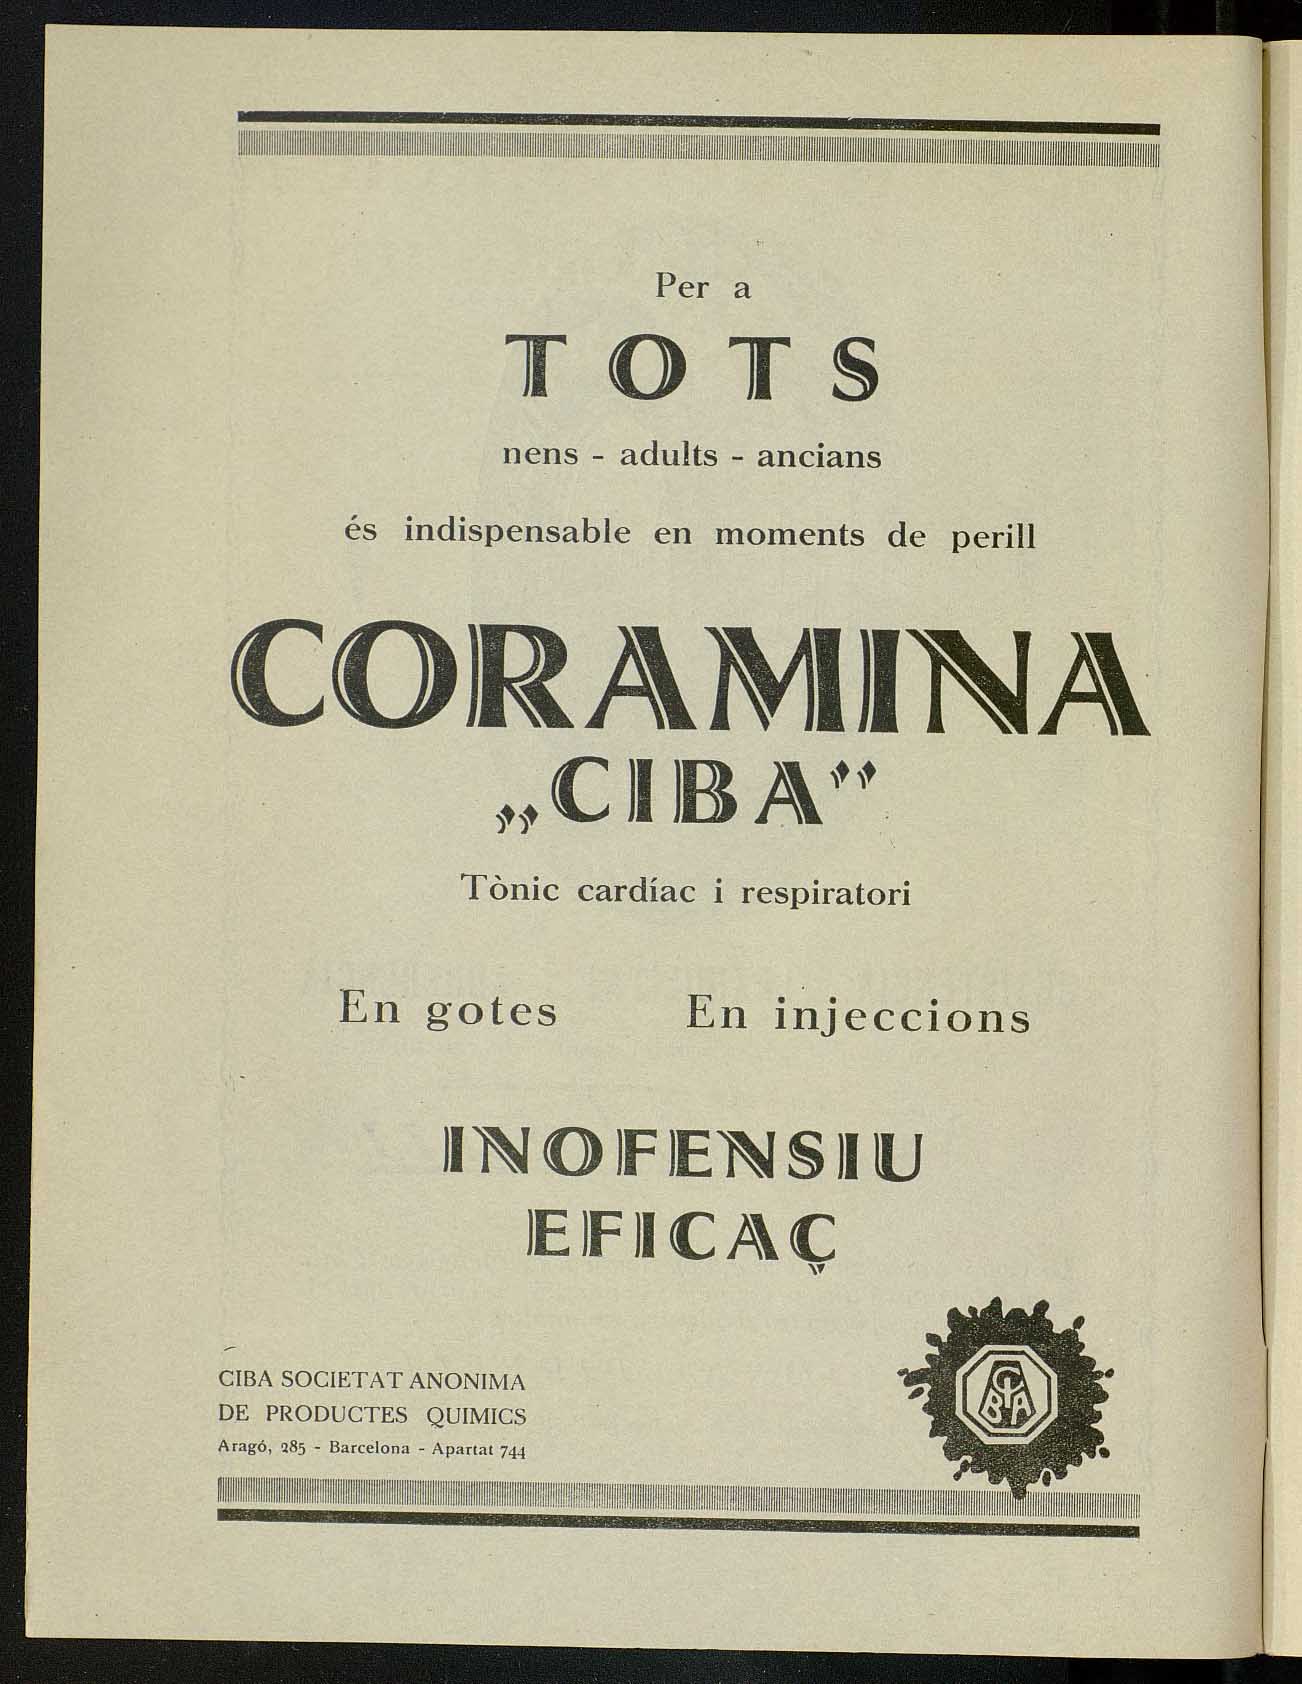 Per a
TOTS
nens - adults - ancians
és indispensable en moments de perill
CORAMINA
„CIBA"
Tònic cardíac i respiratori
En gotes En injeccions
INOFENSIU
EFICAÇ
CIBA SOCIETAT ANONIMA
DE PRODUCTES QUIMICS
Aragó, 285 - Barcelona - Apartat 744
CIBA